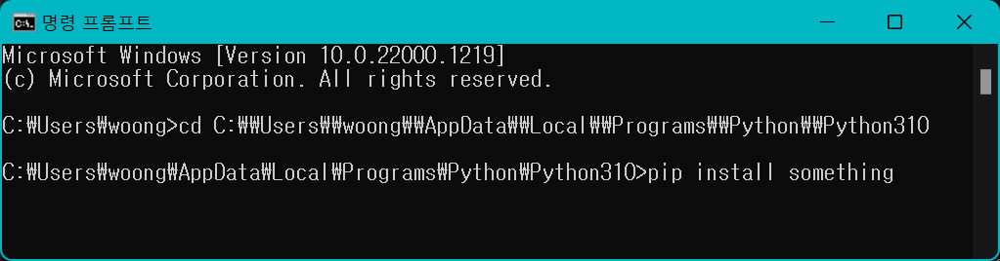 명령 프롬프트
Microsoft Windows [Version 10.0.22000.1219]
(c) Microsoft Corporation. All rights reserved.
C:₩Users₩woong>cd C:₩₩Users₩₩woong₩₩AppData₩₩Local₩₩Programs₩₩Python₩₩Python310
C:₩Users₩woong₩AppData₩Local₩Programs₩Python₩Python310>pip install something